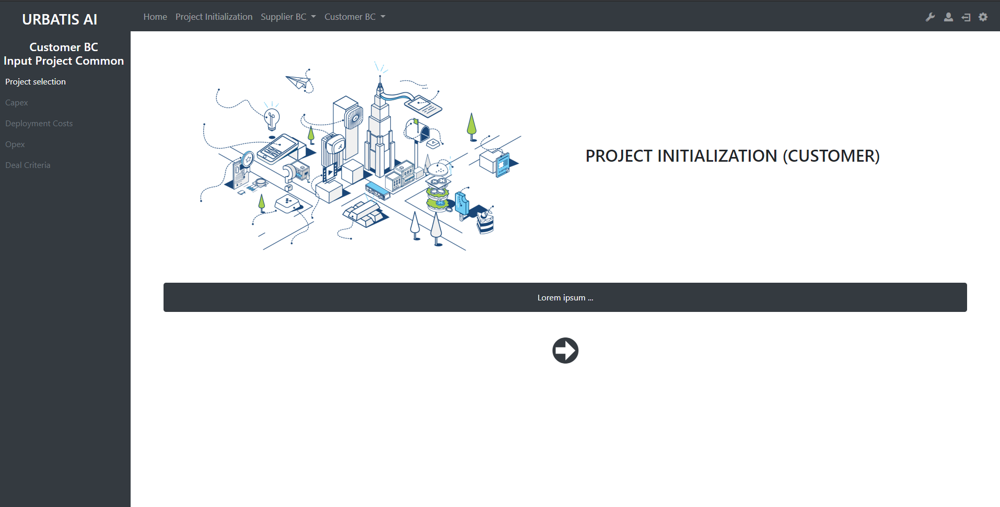 URBATIS AI
Home Project Initialization Supplier BC Customer BC
Customer BC
Input Project Common
Project selection
Capex
Deployment Costs
Opex
Deal Criteria
PROJECT INITIALIZATION (CUSTOMER)
Lorem ipsum ...